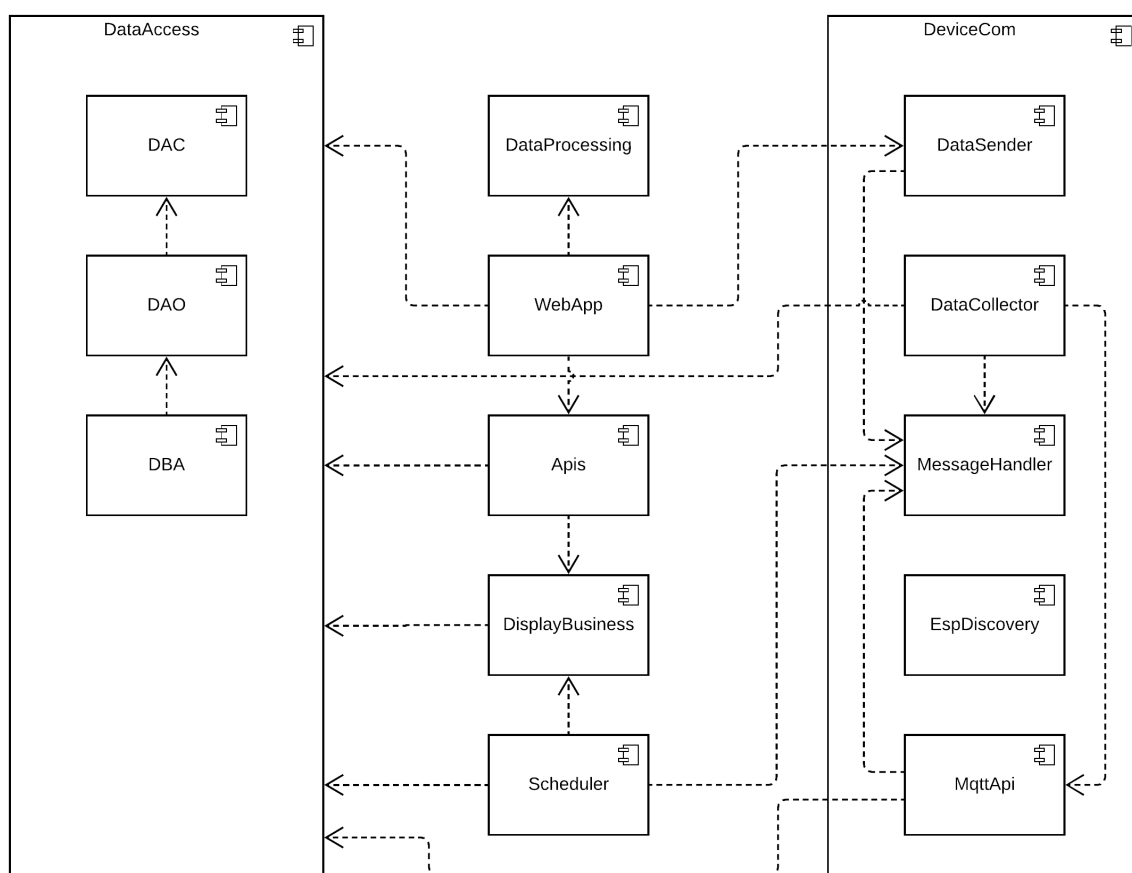 DataAccess
DeviceCom
DAC
DataProcessing
DataSender
DAO
WebApp
DataCollector
DBA
Apis
MessageHandler
DisplayBusiness
EspDiscovery
Scheduler
MqttApi